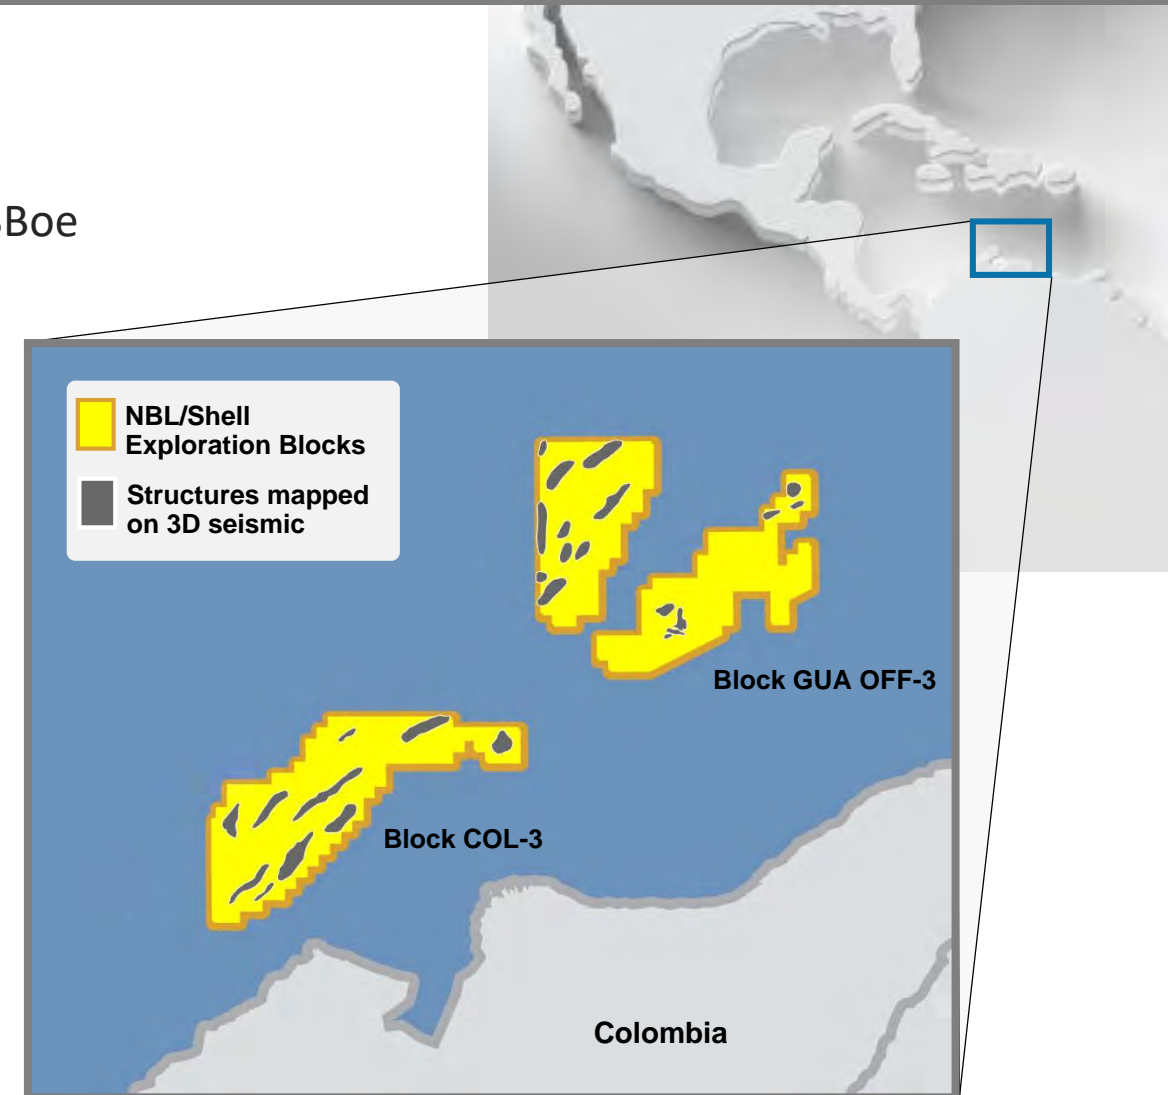 Boe
NBL/Shell
Exploration Blocks
Structures mapped
on 3D seismic
Block GUA OFF-3
Block COL-3
Colombia